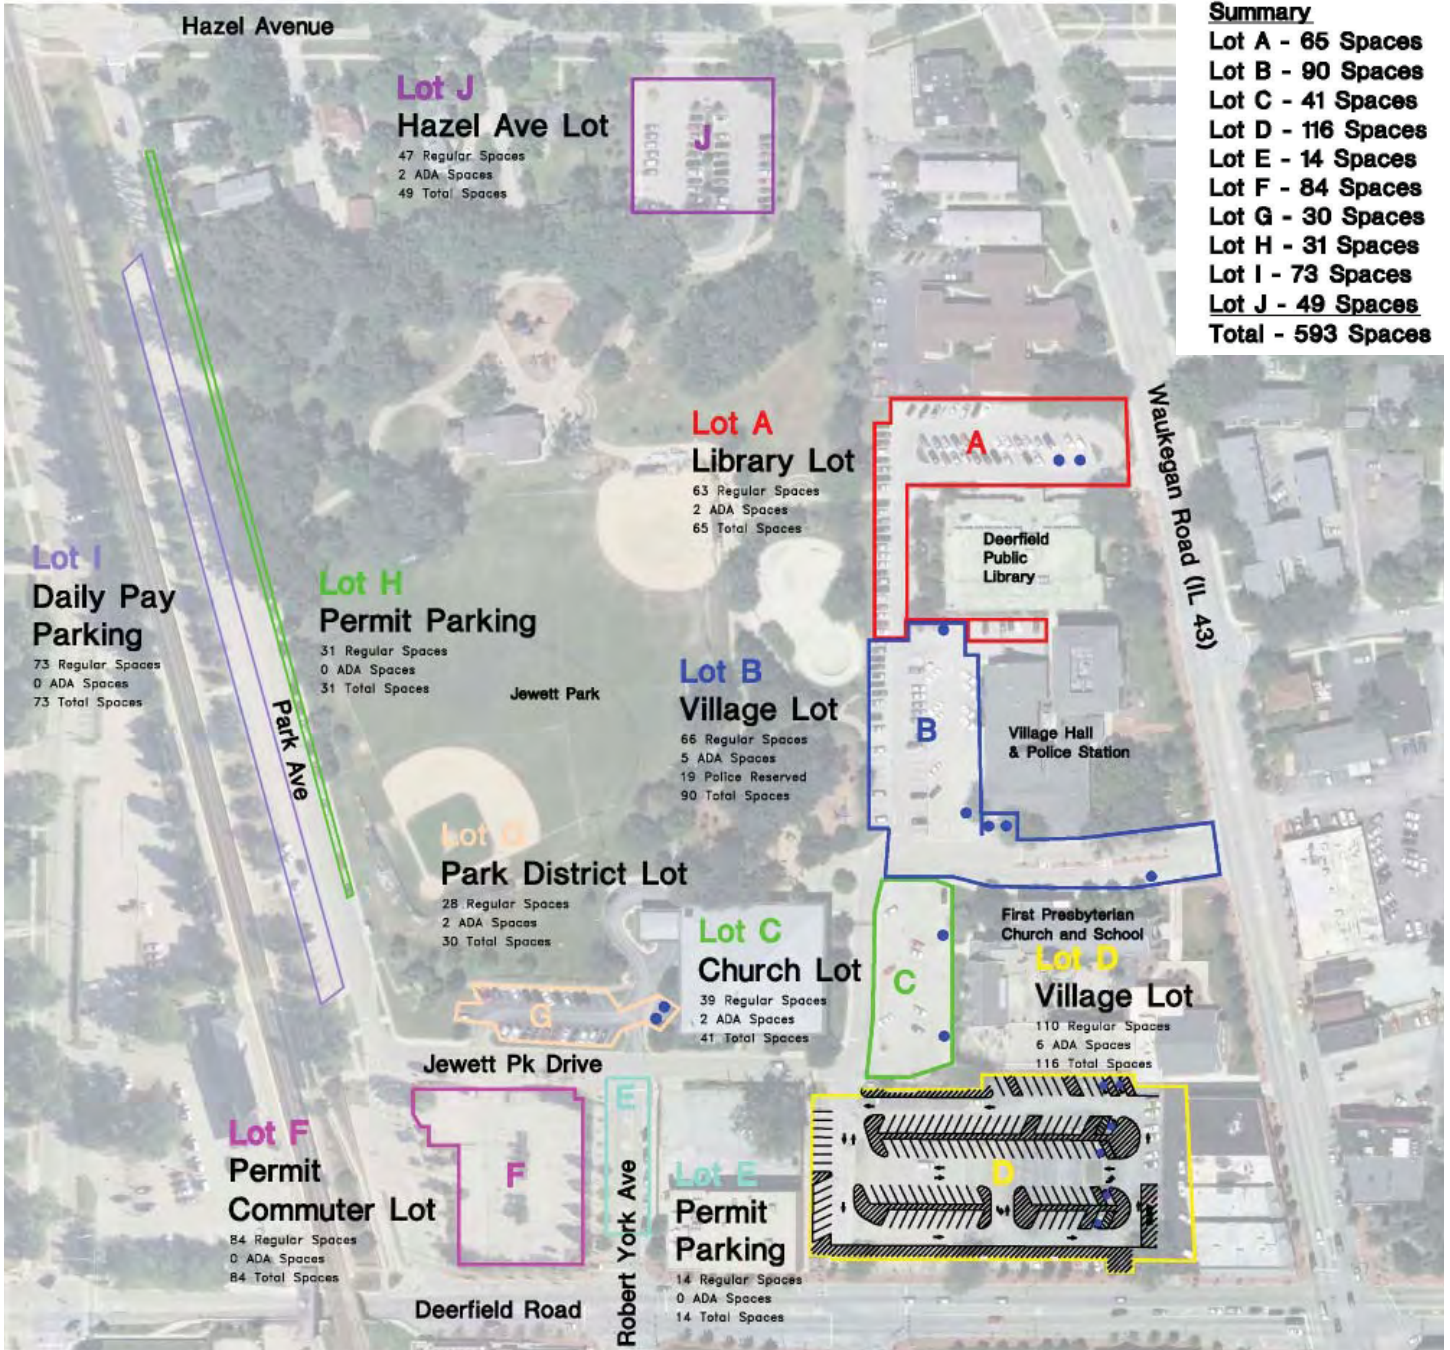 Hazel Avenue
Summary
Lot A - 65 Spaces
Lot B - 90 Spaces
Lot C - 41 Spaces
Lot D - 116 Spaces
Lot E - 14 Spaces
Lot F - 84 Spaces
Lot G - 30 Spaces
Lot H - 31 Spaces
Lot I - 73 Spaces
Lot J - 49 Spaces
Total - 593 Spaces
Lot J
Hazel Ave Lot
47 Regular Spaces
2 ADA Spaces
49 Total Spaces
J
Waukegan Road (IL 43)
Lot A
Library Lot
63 Regular Spaces
2 ADA Spaces
65 Total Spaces
A
Deerfield
Public
Library
Lot I
Daily Pay
Parking
73 Regular Spaces
0 ADA Spaces
73 Total Spaces
Lot H
Permit Parking
31 Regular Spaces
0 ADA Spaces
31 Total Spaces
Park Ave
Jewett Park
Lot B
Village Lot
66 Regular Spaces
5 ADA Spaces
19 Police Reserved
90 Total Spaces
B
Village Hall
& Police Station
Lot G
Park District Lot
28 Regular Spaces
2 ADA Spaces
30 Total Spaces
G
Lot C
Church Lot
39 Regular Spaces
2 ADA Spaces
41 Total Spaces
C
First Presbyterian
Church and School
Lot D
Village Lot
110 Regular Spaces
6 ADA Spaces
116 Total Spaces
D
Jewett Pk Drive
Lot F
Permit
Commuter Lot
84 Regular Spaces
0 ADA Spaces
84 Total Spaces
F
E
Robert York Ave
Lot E
Permit
Parking
14 Regular Spaces
0 ADA Spaces
14 Total Spaces
Deerfield Road